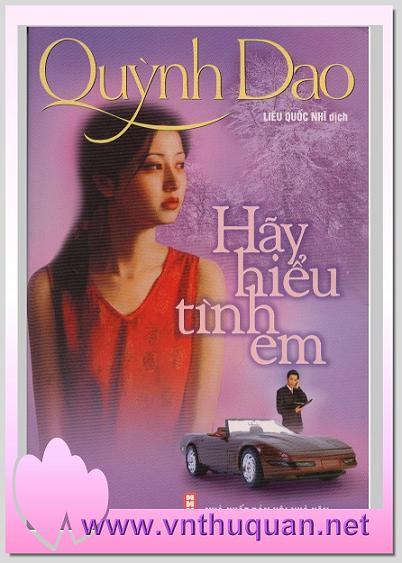 Quỳnh Dao
LIÊU QUỐC NHĨ dịch
Hãy
hiểu
tình
em
www.vnthuquan.net